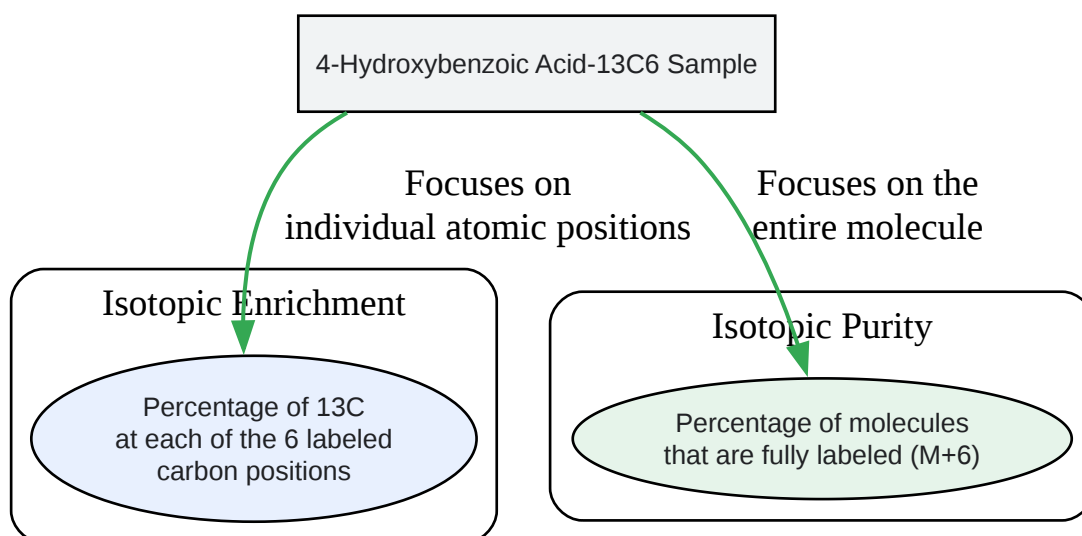 4-Hydroxybenzoic Acid-13C6 Sample
Focuses on
individual atomic positions
Focuses on the
entire molecule
Isotopic Enrichment
Percentage of 13C
at each of the 6 labeled
carbon positions
Isotopic Purity
Percentage of molecules
that are fully labeled (M+6)